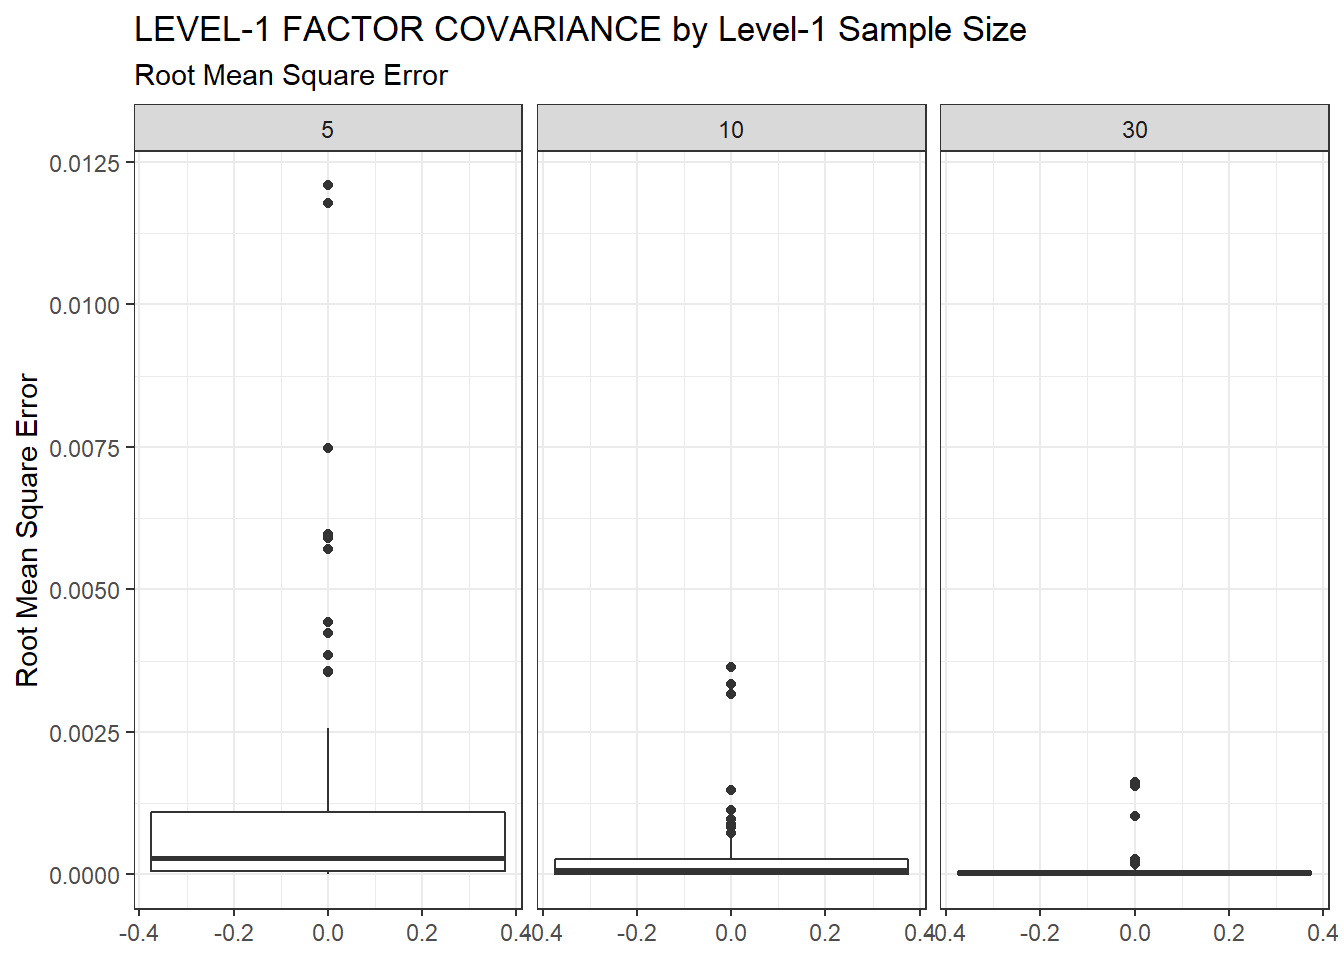 LEVEL-1 FACTOR COVARIANCE by Level-1 Sample Size
Root Mean Square Error
5 10 30
Root Mean Square Error
0.0125
0.0100
0.0075
0.0050
0.0025
0.0000
-0.4 -0.2 0.0 0.2 0.4 -0.4 -0.2 0.0 0.2 0.4 -0.4 -0.2 0.0 0.2 0.4